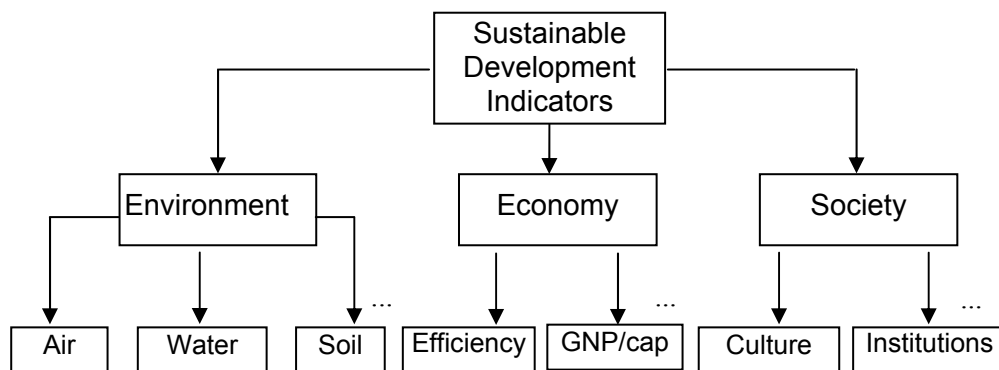 Sustainable
Development
Indicators
Environment
Economy
Society
...
...
...
Air
Water
Soil
Efficiency
GNP/cap
Culture
Institutions